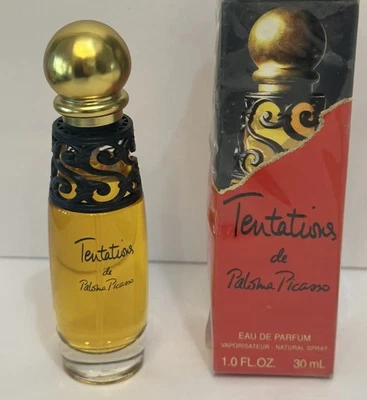 Tentations
de
Paloma Picasso
Tentations
de
Paloma Picasso
EAU DE PARFUM
VAPORISATEUR - NATURAL SPRAY
1.0 FL.OZ. 30 mL